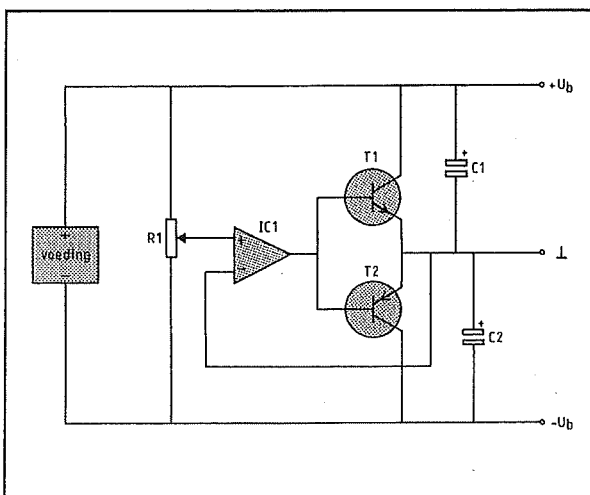 +Ub
T1
+
C1
IC1
+
voeding
-
R1
+
-
⊥
T2
+
C2
-Ub